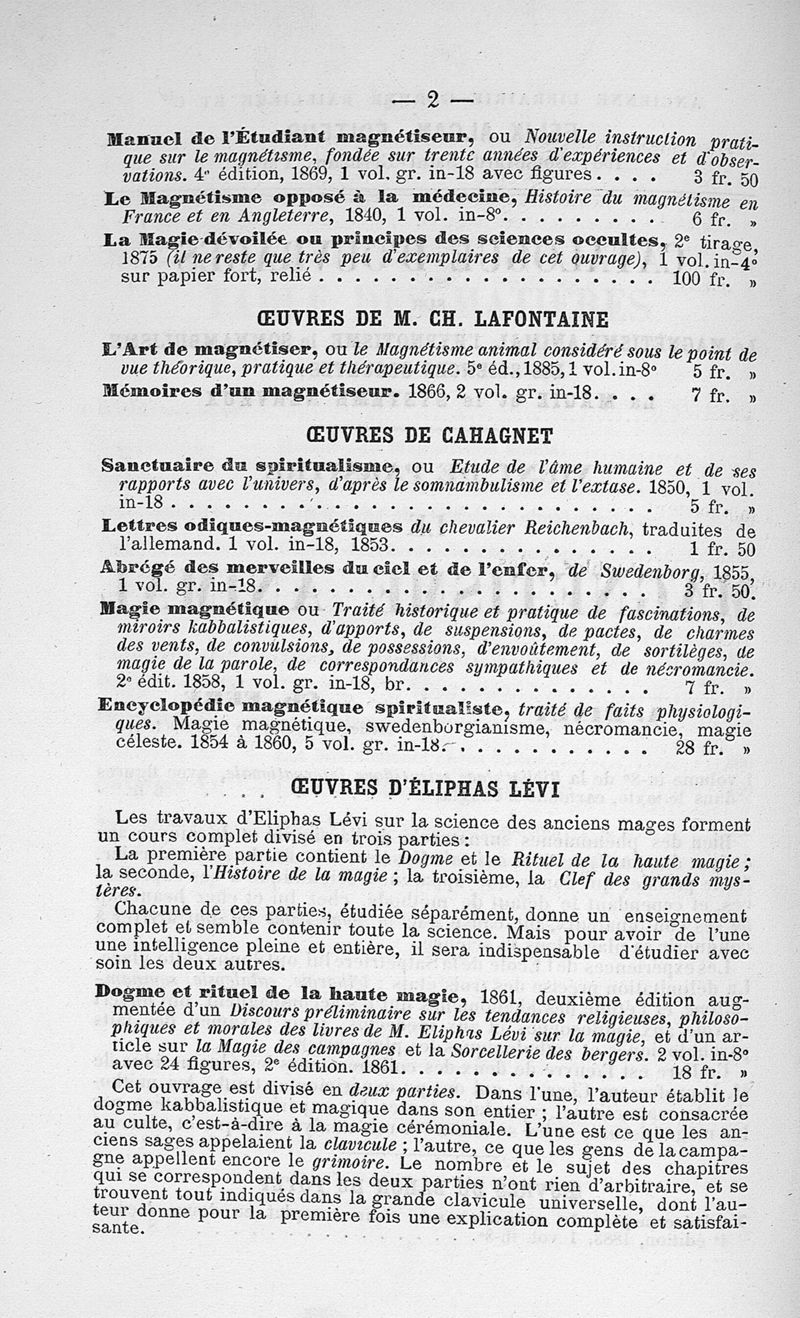 — 2 —
Manuel de l'Étudiant magnétiseur, ou Nouvelle instruction prati-
que sur le magnétisme, fondée sur trente années d'expériences et d'obser-
vations. 4e édition, 1869, 1 vol. gr. in-18 avec figures . . . . 3 fr. 50
Le Magnétisme opposé à la médecine, Histoire du magnétisme en
France et en Angleterre, 1840, 1 vol. in-8o. . . . . . . . . . 6 fr. »
La Magie dévoilée ou principes des sciences occultes, 2e tirage,
1875 (il ne reste que très peu d'exemplaires de cet ouvrage), 1 vol. in-4o
sur papier fort, relié . . . . . . . . . . . . . . . . . . 100 fr. »
ŒUVRES DE M. CH. LAFONTAINE
L'Art de magnétiser, ou le Magnétisme animal considéré sous le point de
vue théorique, pratique et thérapeutique. 5e éd., 1885, 1 vol. in-8o 5 fr. »
Mémoires d'un magnétiseur. 1866, 2 vol. gr. in-18. . . . 7 fr. »
ŒUVRES DE CAHAGNET
Sanctuaire du spiritualisme, ou Etude de l'âme humaine et de ses
rapports avec l'univers, d'après le somnambulisme et l'extase. 1850, 1 vol.
in-18 . . . . . . . . . . . . . . . . . . . . . . . . . . 5 fr. »
Lettres odiques-magnétiques du chevalier Reichenbach, traduites de
l'allemand. 1 vol. in-18, 1853. . . . . . . . . . . . . . . 1 fr. 50
Abrégé des merveilles du ciel et de l'enfer, de Swedenborg, 1855,
1 vol. gr. in-18. . . . . . . . . . . . . . . . . . . . . . 3 fr. 50.
Magie magnétique ou Traité historique et pratique de fascinations, de
miroirs kabbalistiques, d'apports, de suspensions, de pactes, de charmes
des vents, de convulsions, de possessions, d'envoûtement, de sortilèges, de
magie de la parole, de correspondances sympathiques et de nécromancie.
2e édit. 1858, 1 vol. gr. in-18, br. . . . . . . . . . . . . . 7 fr. »
Encyclopédie magnétique spiritualiste, traité de faits physiologi-
ques. Magie magnétique, swedenborgianisme, nécromancie, magie
céleste. 1854 à 1860, 5 vol. gr. in-18. . . . . . . . . . . . 28 fr. »
ŒUVRES D'ÉLIPHAS LÉVI
Les travaux d'Eliphas Lévi sur la science des anciens mages forment
un cours complet divisé en trois parties :
La première partie contient le Dogme et le Rituel de la haute magie ;
la seconde, l'Histoire de la magie ; la troisième, la Clef des grands mys-
tères.
Chacune de ces parties, étudiée séparément, donne un enseignement
complet et semble contenir toute la science. Mais pour avoir de l'une
une intelligence pleine et entière, il sera indispensable d'étudier avec
soin les deux autres.
Dogme et rituel de la haute magie, 1861, deuxième édition aug-
mentée d'un Discours préliminaire sur les tendances religieuses, philoso-
phiques et morales des livres de M. Eliphas Lévi sur la magie, et d'un ar-
ticle sur la Magie des campagnes et la Sorcellerie des bergers. 2 vol. in-8o
avec 24 figures, 2e édition. 1861. . . . . . . . . . . . . . 18 fr. »
Cet ouvrage est divisé en deux parties. Dans l'une, l'auteur établit le
dogme kabbalistique et magique dans son entier ; l'autre est consacrée
au culte, c'est-à-dire à la magie cérémoniale. L'une est ce que les an-
ciens sages appelaient la clavicule ; l'autre, ce que les gens de la campa-
gne appellent encore le grimoire. Le nombre et le sujet des chapitres
qui se correspondent dans les deux parties n'ont rien d'arbitraire, et se
trouvent tout indiqués dans la grande clavicule universelle, dont l'au-
teur donne pour la première fois une explication complète et satisfai-
sante.